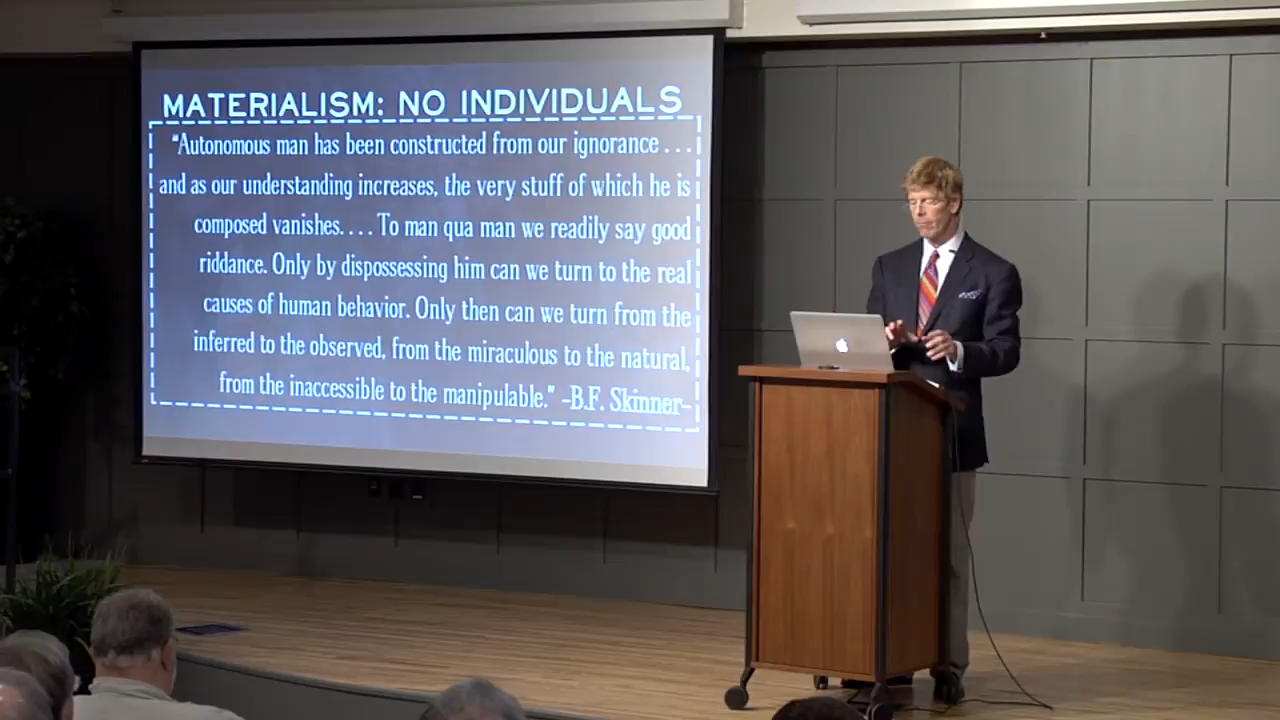 MATERIALISM: NO INDIVIDUALS
"Autonomous man has been constructed from our ignorance . . .
and as our understanding increases, the very stuff of which he is
composed vanishes. . . . To man qua man we readily say good
riddance. Only by dispossessing him can we turn to the real
causes of human behavior. Only then can we turn from the
inferred to the observed, from the miraculous to the natural,
from the inaccessible to the manipulable." -B.F. Skinner-